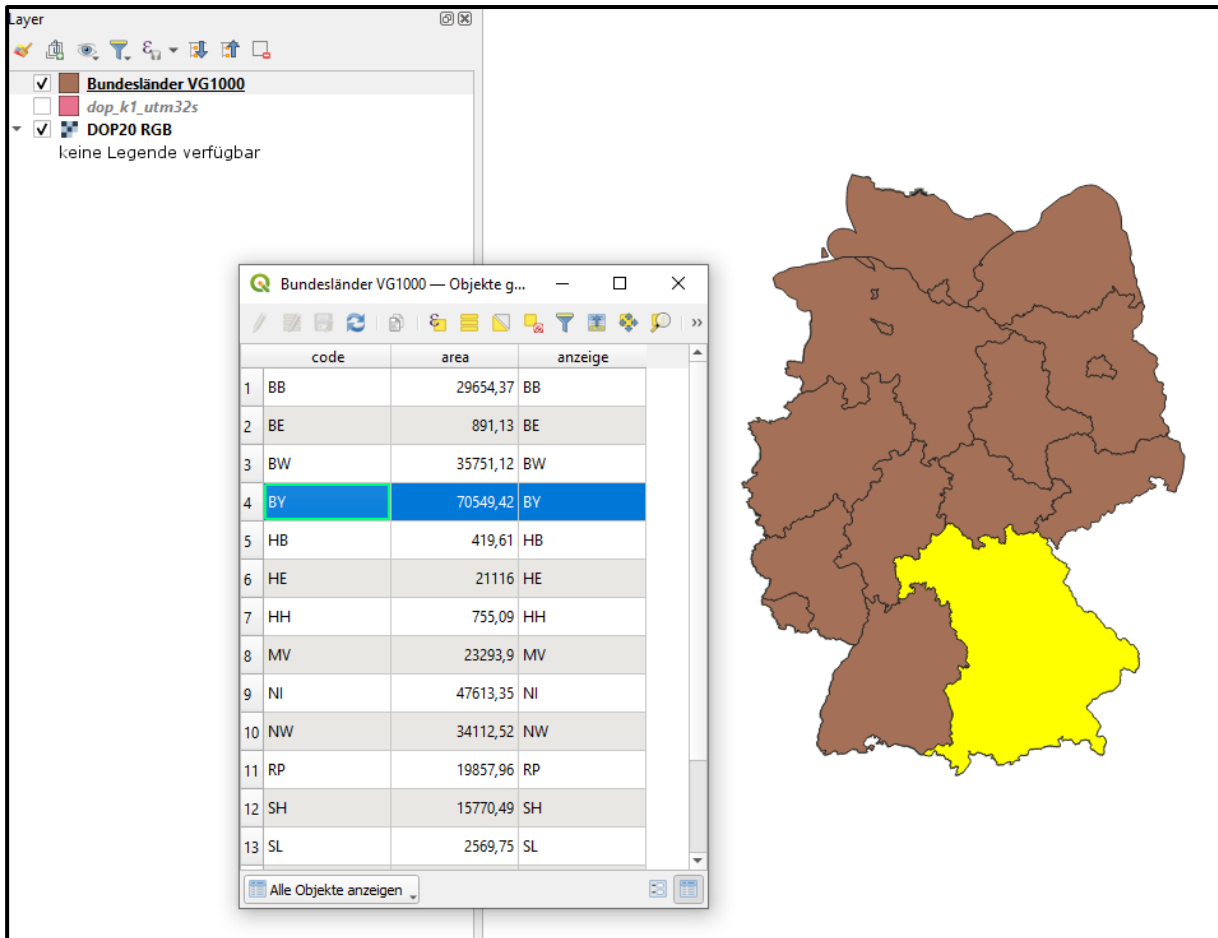 Layer
Bundesländer VG1000
dop_k1_utm32s
DOP20 RGB
keine Legende verfügbar
Bundesländer VG1000 — Objekte g...
code area anzeige
1 BB 29654,37 BB
2 BE 891,13 BE
3 BW 35751,12 BW
4 BY 70549,42 BY
5 HB 419,61 HB
6 HE 21116 HE
7 HH 755,09 HH
8 MV 23293,9 MV
9 NI 47613,35 NI
10 NW 34112,52 NW
11 RP 19857,96 RP
12 SH 15770,49 SH
13 SL 2569,75 SL
Alle Objekte anzeigen